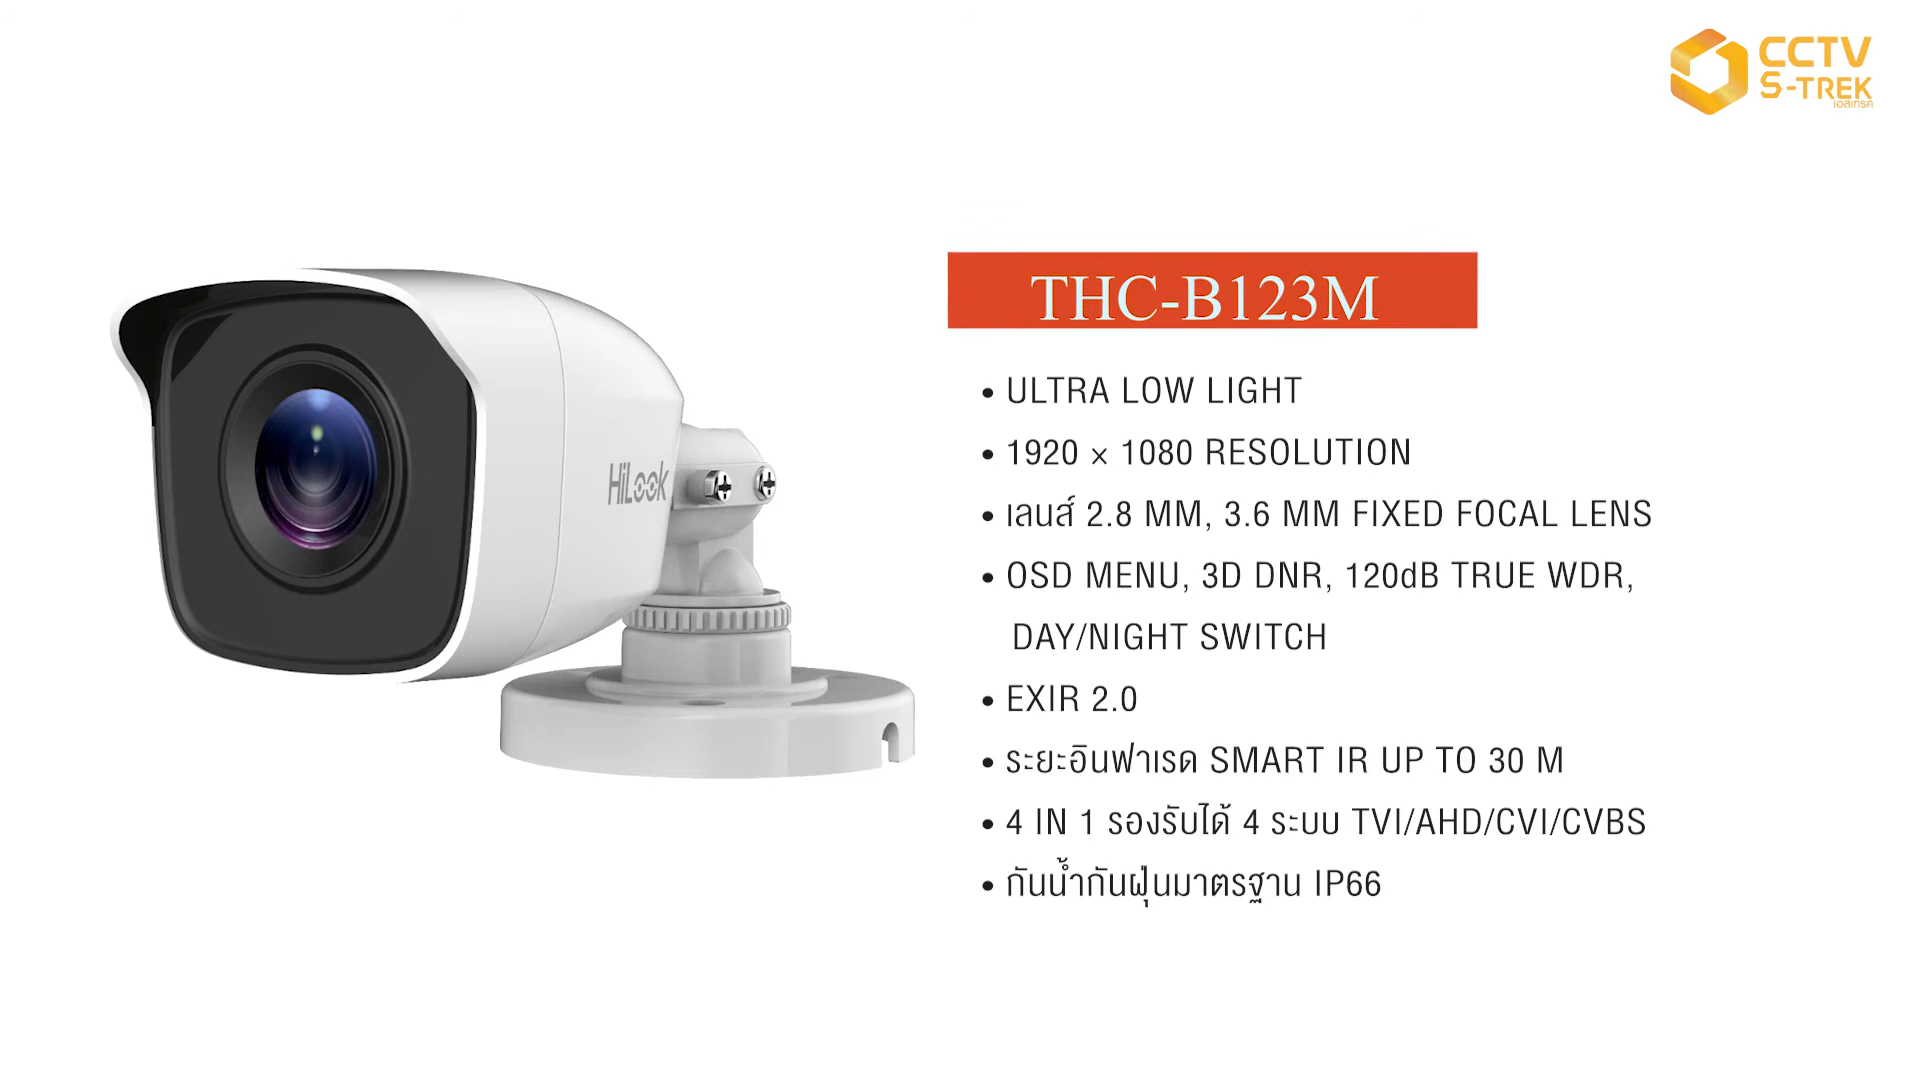 CCTV
S-TREK
เอสเทรค
HiLook
THC-B123M
• ULTRA LOW LIGHT
• 1920 × 1080 RESOLUTION
• เลนส์ 2.8 MM, 3.6 MM FIXED FOCAL LENS
• OSD MENU, 3D DNR, 120dB TRUE WDR,
DAY/NIGHT SWITCH
• EXIR 2.0
• ระยะอินฟาเรด SMART IR UP TO 30 M
• 4 IN 1 รองรับได้ 4 ระบบ TVI/AHD/CVI/CVBS
• กันน้ำกันฝุ่นมาตรฐาน IP66